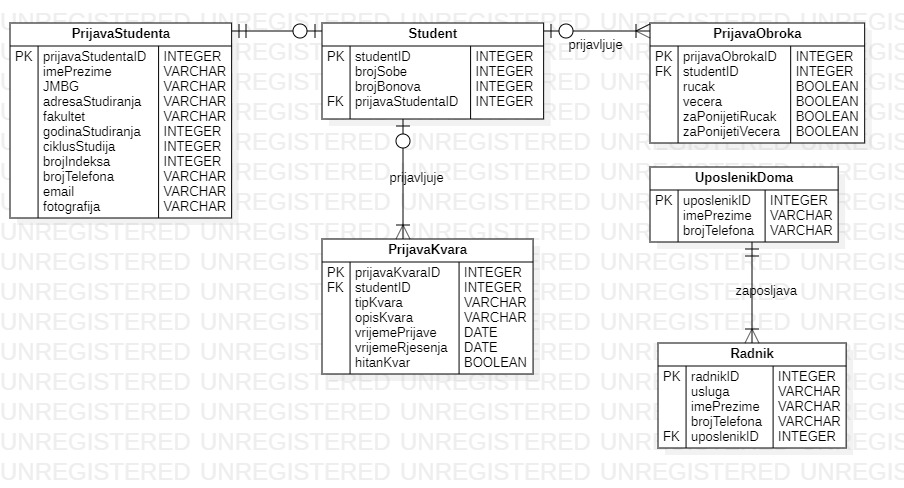 PrijavaStudenta
PK prijavaStudentaID INTEGER
imePrezime VARCHAR
JMBG VARCHAR
adresaStudiranja VARCHAR
fakultet VARCHAR
godinaStudiranja INTEGER
ciklusStudija INTEGER
brojIndeksa INTEGER
brojTelefona VARCHAR
email VARCHAR
fotografija VARCHAR
Student
PK studentID INTEGER
brojSobe INTEGER
brojBonova INTEGER
FK prijavaStudentaID INTEGER
prijavljuje
PrijavaObroka
PK prijavaObrokaID INTEGER
FK studentID INTEGER
rucak BOOLEAN
vecera BOOLEAN
zaPonijetiRucak BOOLEAN
zaPonijetiVecera BOOLEAN
prijavljuje
PrijavaKvara
PK prijavaKvaraID INTEGER
FK studentID INTEGER
tipKvara VARCHAR
opisKvara VARCHAR
vrijemePrijave DATE
vrijemeRjesenja DATE
hitanKvar BOOLEAN
UposlenikDoma
PK uposlenikID INTEGER
imePrezime VARCHAR
brojTelefona VARCHAR
zaposljava
Radnik
PK radnikID INTEGER
usluga VARCHAR
imePrezime VARCHAR
brojTelefona VARCHAR
FK uposlenikID INTEGER
UNREGISTERED UNREGISTERED UNREGISTERED UNREGISTERED UNREGISTERED